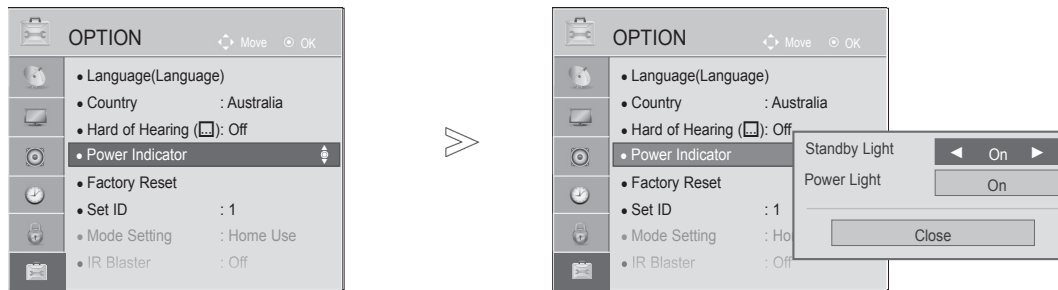 OPTION
Move OK
• Language(Language)
• Country : Australia
• Hard of Hearing (...): Off
• Power Indicator
• Factory Reset
• Set ID : 1
• Mode Setting : Home Use
• IR Blaster : Off
OPTION
Move OK
• Language(Language)
• Country : Australia
• Hard of Hearing (...): Off
• Power Indicator
• Factory Reset
• Set ID : 1
• Mode Setting : Ho
• IR Blaster : Off
Standby Light ◄ On ►
Power Light On
Close